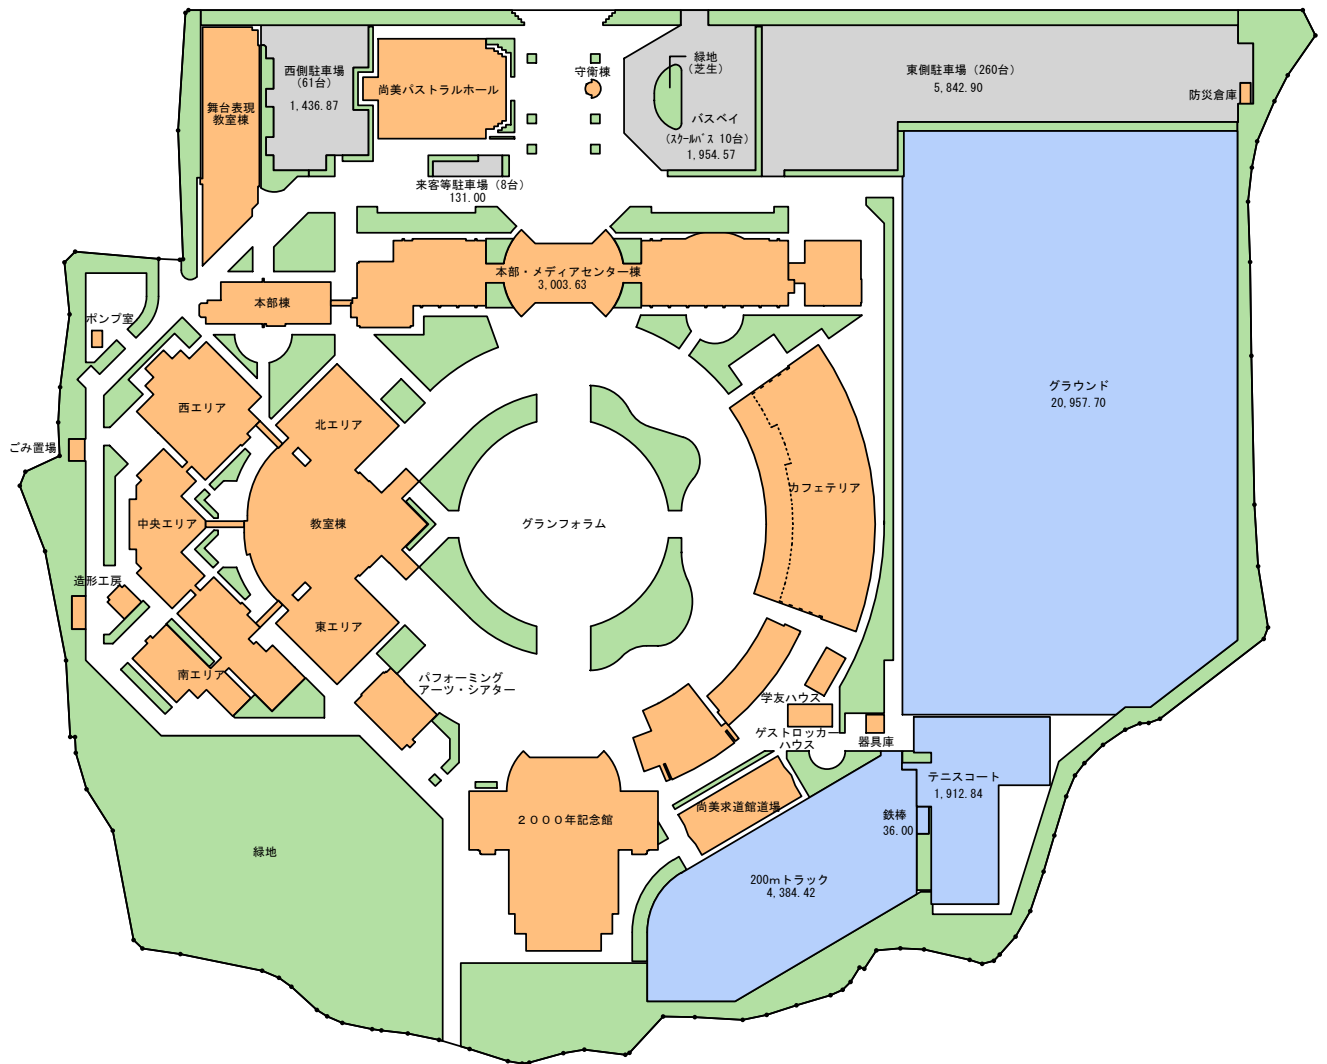 緑地
(芝生)
西側駐車場
(61台)
1,436.87
尚美パストラルホール
守衛棟
東側駐車場 (260台)
5,842.90
防災倉庫
舞台表現
教室棟
バスベイ
(スクールバス 10台)
1,954.57
来客等駐車場 (8台)
131.00
本部・メディアセンター棟
3,003.63
本部棟
ポンプ室
グラウンド
20,957.70
西エリア
北エリア
ごみ置場
カフェテリア
中央エリア
教室棟
グランフォラム
造形工房
東エリア
南エリア
パフォーミング
アーツ・シアター
学友ハウス
ゲストロッカー
ハウス
器具庫
テニスコート
1,912.84
尚美求道館道場
鉄棒
36.00
2000年記念館
緑地
200mトラック
4,384.42